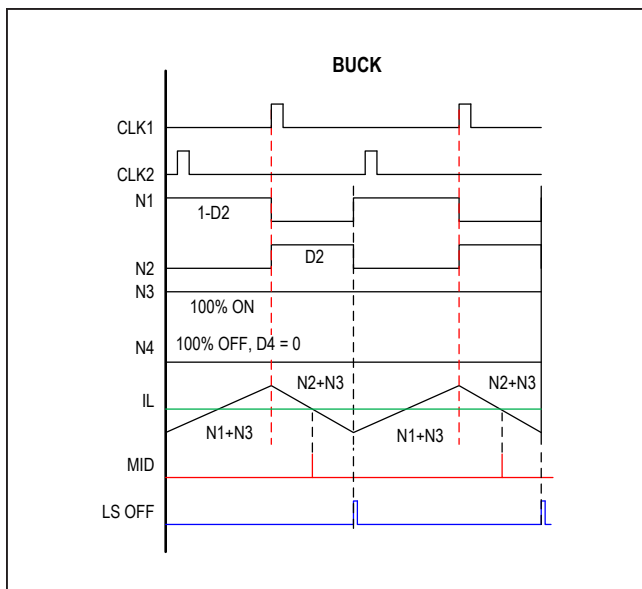 BUCK
CLK1
CLK2
N1
1-D2
D2
N2
N3
100% ON
100% OFF, D4 = 0
N4
N2+N3
N2+N3
IL
N1+N3
N1+N3
MID
LS OFF